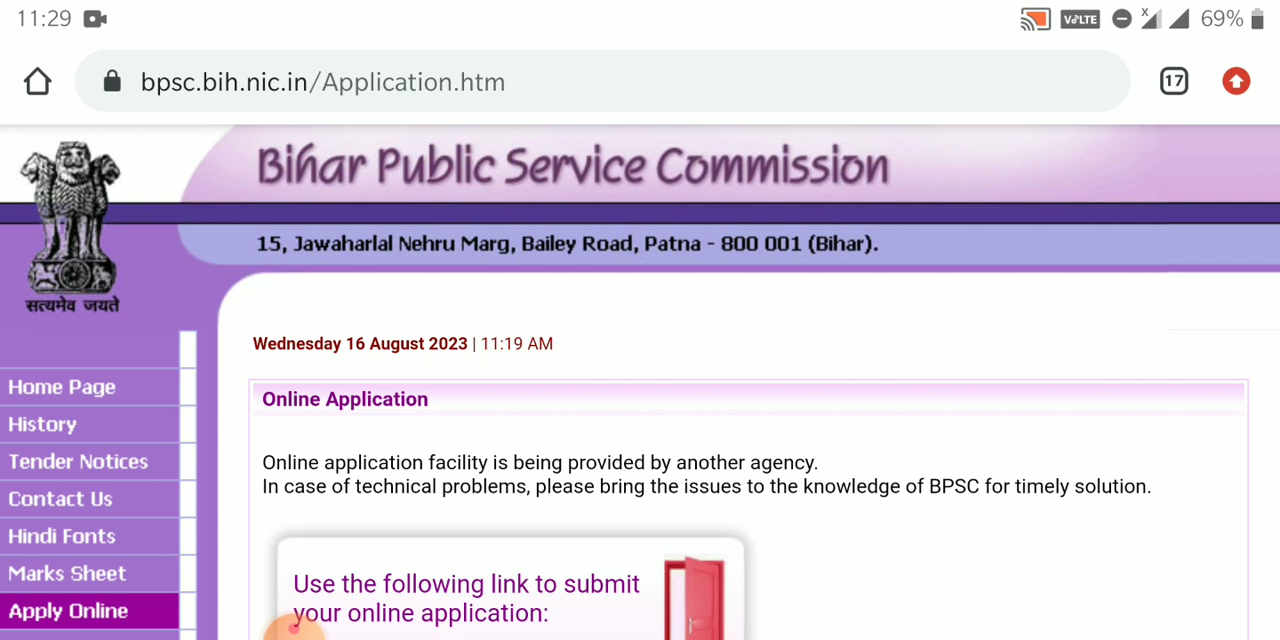 11:29
VoLTE
x
69%
bpsc.bih.nic.in/Application.htm
17
Bihar Public Service Commission
15, Jawaharlal Nehru Marg, Bailey Road, Patna - 800 001 (Bihar).
सत्यमेव जयते
Wednesday 16 August 2023 | 11:19 AM
Home Page
History
Tender Notices
Contact Us
Hindi Fonts
Marks Sheet
Apply Online
Online Application
Online application facility is being provided by another agency.
In case of technical problems, please bring the issues to the knowledge of BPSC for timely solution.
Use the following link to submit
your online application: